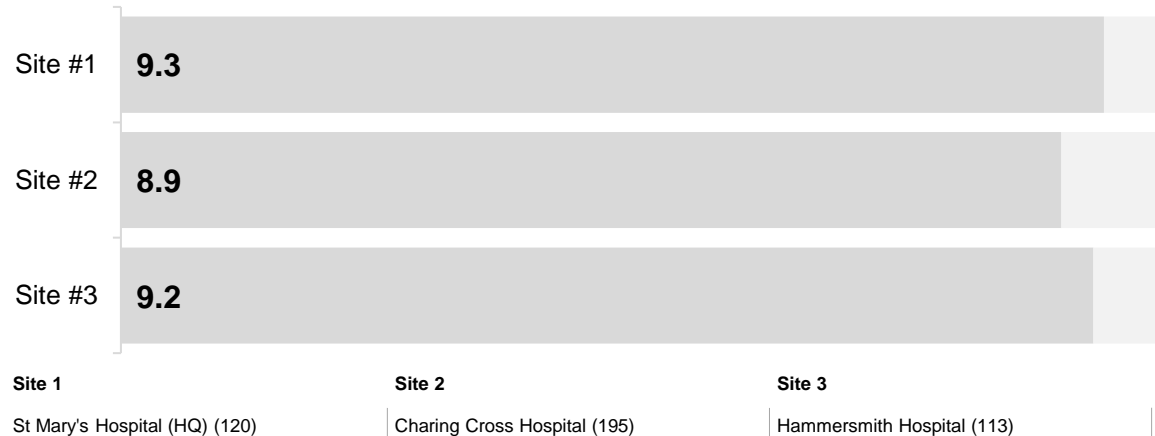 Site #1 9.3
Site #2 8.9
Site #3 9.2
Site 1 Site 2 Site 3
St Mary's Hospital (HQ) (120) Charing Cross Hospital (195) Hammersmith Hospital (113)